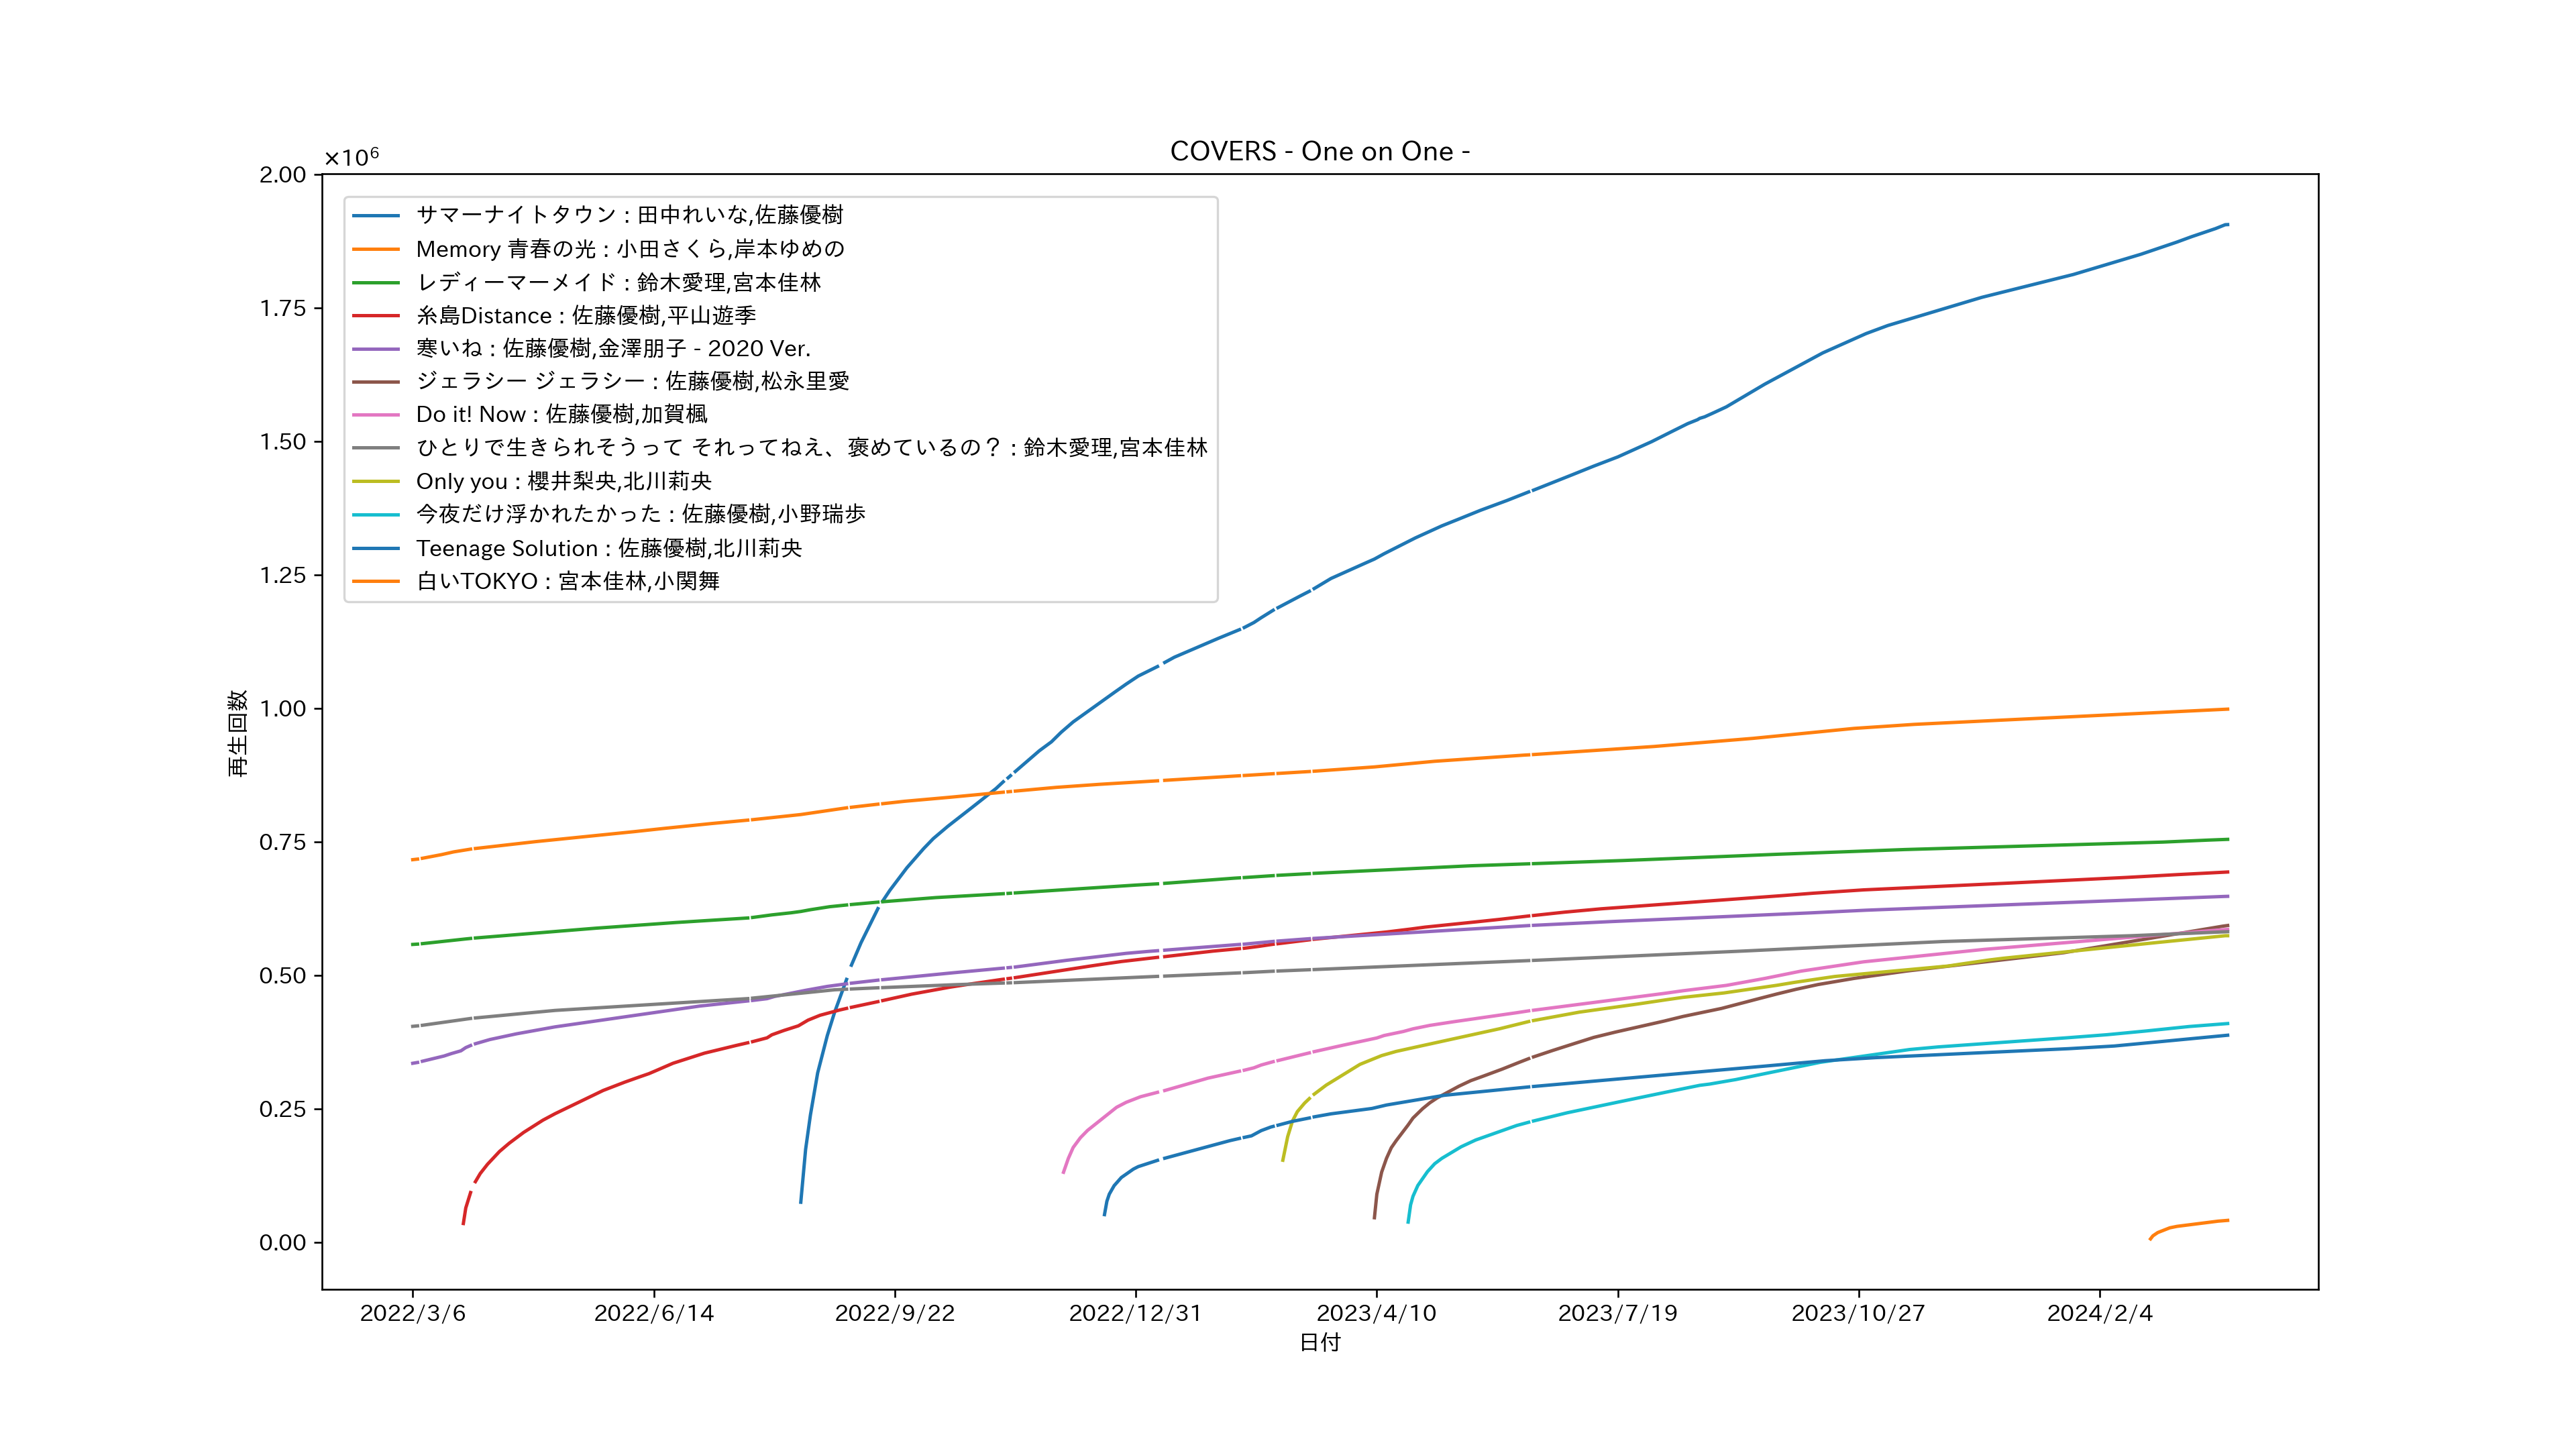 COVERS - One on One -
×10⁶
2.00
1.75
1.50
1.25
1.00
0.75
0.50
0.25
0.00
再生回数
サマーナイトタウン : 田中れいな,佐藤優樹
Memory 青春の光 : 小田さくら,岸本ゆめの
レディーマーメイド : 鈴木愛理,宮本佳林
糸島Distance : 佐藤優樹,平山遊季
寒いね : 佐藤優樹,金澤朋子 - 2020 Ver.
ジェラシー ジェラシー : 佐藤優樹,松永里愛
Do it! Now : 佐藤優樹,加賀楓
ひとりで生きられそうって それってねえ、褒めているの？ : 鈴木愛理,宮本佳林
Only you : 櫻井梨央,北川莉央
今夜だけ浮かれたかった : 佐藤優樹,小野瑞歩
Teenage Solution : 佐藤優樹,北川莉央
白いTOKYO : 宮本佳林,小関舞
2022/3/6 2022/6/14 2022/9/22 2022/12/31 2023/4/10 2023/7/19 2023/10/27 2024/2/4
日付